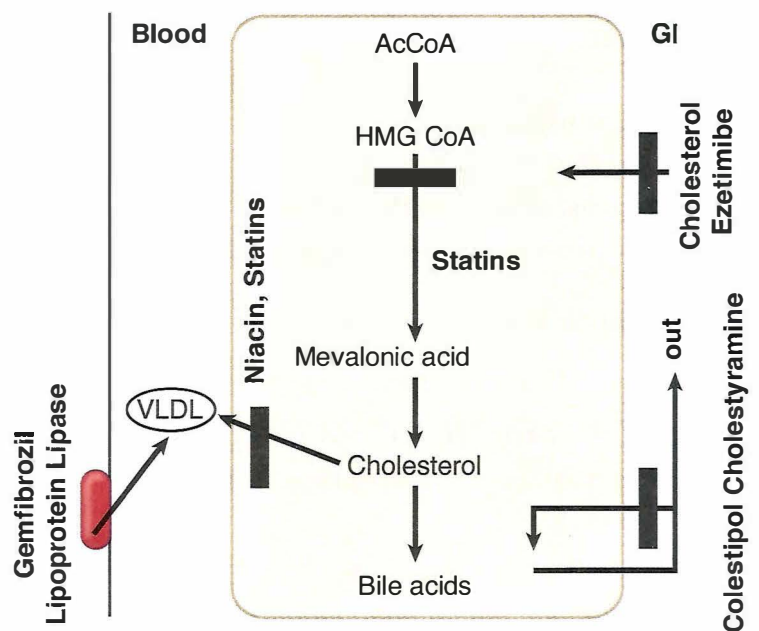 Blood
GI
AcCoA
HMG CoA
Cholesterol
Ezetimibe
Niacin, Statins
Statins
Mevalonic acid
out
VLDL
Cholesterol
Gemfibrozil
Lipoprotein Lipase
Colestipol Cholestyramine
Bile acids